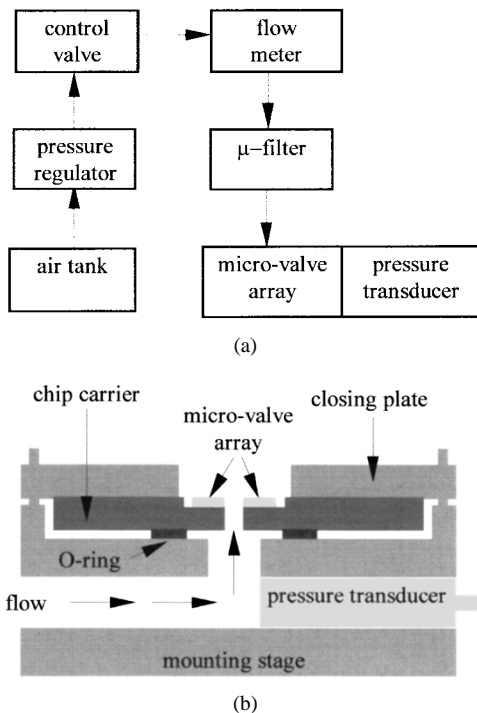 control
valve
flow
meter
pressure
regulator
μ−filter
air tank
micro-valve
array
pressure
transducer
(a)
chip carrier
micro-valve
array
closing plate
O-ring
flow
pressure transducer
mounting stage
(b)